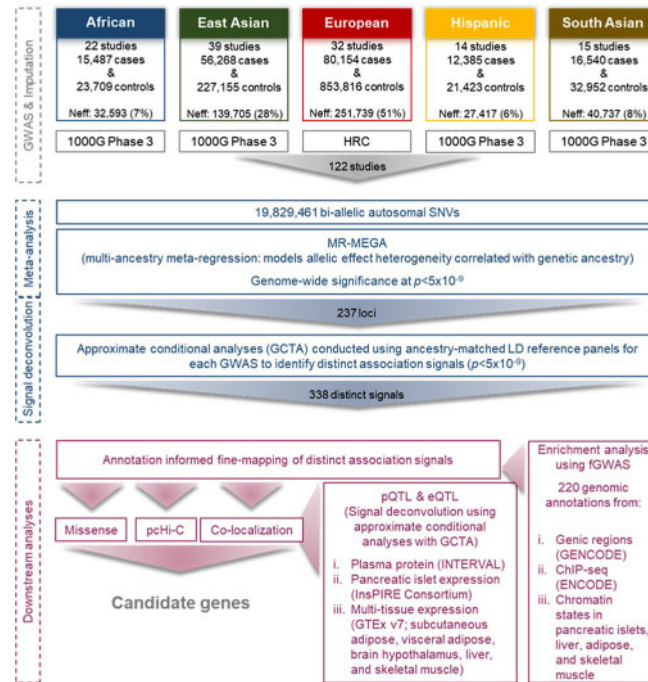 GWAS & Imputation
African
22 studies
15,487 cases
&
23,709 controls
Neff: 32,593 (7%)
1000G Phase 3
East Asian
39 studies
56,268 cases
&
227,155 controls
Neff: 139,705 (28%)
1000G Phase 3
European
32 studies
80,154 cases
&
853,816 controls
Neff: 251,739 (51%)
HRC
Hispanic
14 studies
12,385 cases
&
21,423 controls
Neff: 27,417 (6%)
1000G Phase 3
South Asian
15 studies
16,540 cases
&
32,952 controls
Neff: 40,737 (8%)
1000G Phase 3
122 studies
Meta-analysis
19,829,461 bi-allelic autosomal SNVs
MR-MEGA
(multi-ancestry meta-regression: models allelic effect heterogeneity correlated with genetic ancestry)
Genome-wide significance at p<5x10⁻⁹
237 loci
Signal deconvolution
Approximate conditional analyses (GCTA) conducted using ancestry-matched LD reference panels for
each GWAS to identify distinct association signals (p<5x10⁻⁹)
338 distinct signals
Downstream analyses
Annotation informed fine-mapping of distinct association signals
Missense
pcHi-C
Co-localization
Candidate genes
pQTL & eQTL
(Signal deconvolution using
approximate conditional
analyses with GCTA)
i. Plasma protein (INTERVAL)
ii. Pancreatic islet expression
(InsPIRE Consortium)
iii. Multi-tissue expression
(GTEx v7; subcutaneous
adipose, visceral adipose,
brain hypothalamus, liver,
and skeletal muscle)
Enrichment analysis
using fGWAS
220 genomic
annotations from:
i. Genic regions
(GENCODE)
ii. ChIP-seq
(ENCODE)
iii. Chromatin
states in
pancreatic islets,
liver, adipose,
and skeletal
muscle